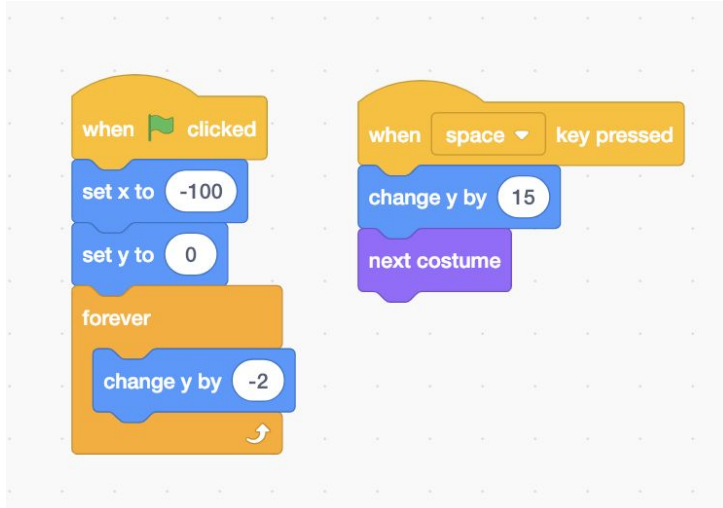 when clicked
set x to -100
set y to 0
forever
change y by -2
when space key pressed
change y by 15
next costume